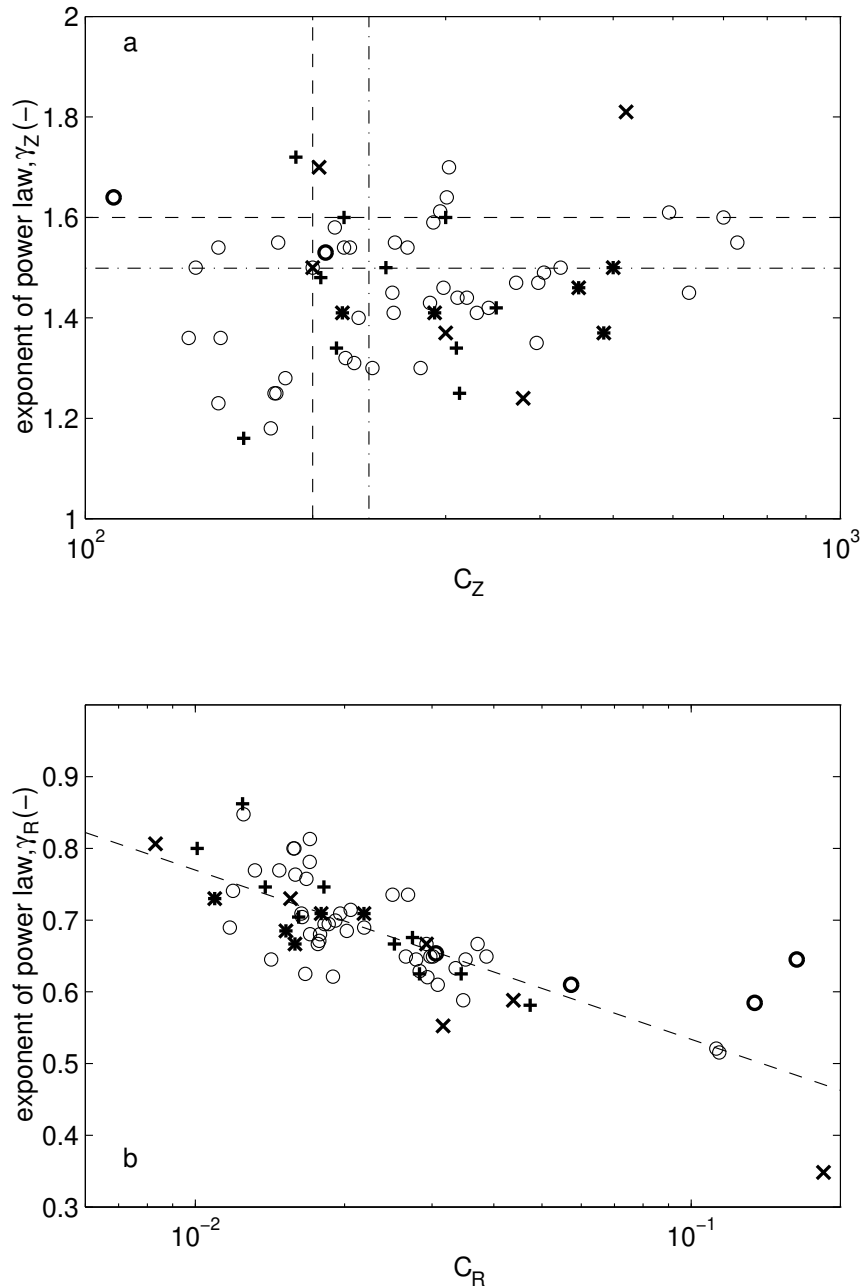 a
exponent of power law,γ_Z(−)
2
1.8
1.6
1.4
1.2
1
10^2
10^3
C_Z
b
exponent of power law,γ_R(−)
0.9
0.8
0.7
0.6
0.5
0.4
0.3
10^−2
10^−1
C_R